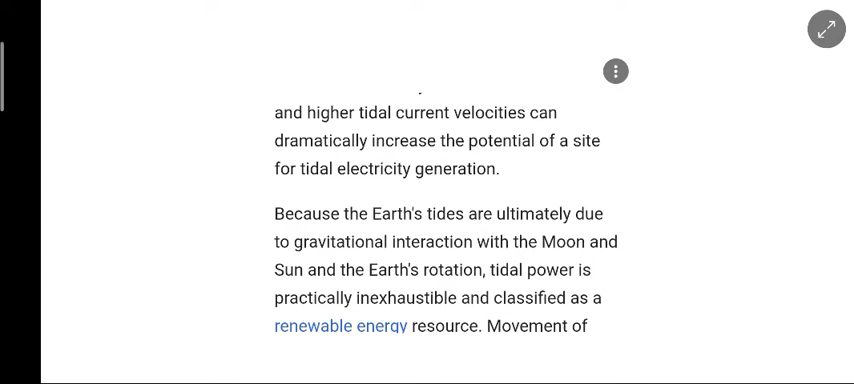 and higher tidal current velocities can
dramatically increase the potential of a site
for tidal electricity generation.
Because the Earth's tides are ultimately due
to gravitational interaction with the Moon and
Sun and the Earth's rotation, tidal power is
practically inexhaustible and classified as a
renewable energy resource. Movement of